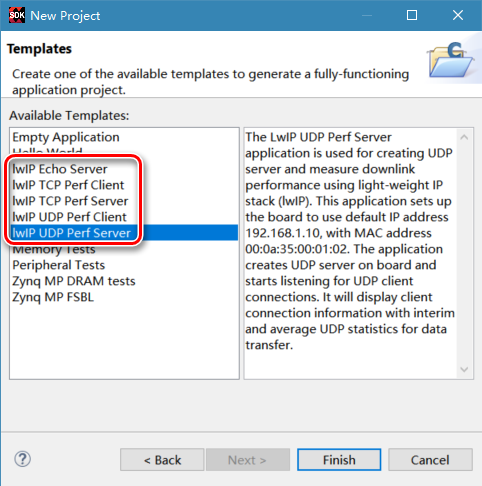 SDK New Project
Templates
Create one of the available templates to generate a fully-functioning
application project.
Available Templates:
Empty Application
Hello World
lwIP Echo Server
lwIP TCP Perf Client
lwIP TCP Perf Server
lwIP UDP Perf Client
lwIP UDP Perf Server
Memory Tests
Peripheral Tests
Zynq MP DRAM tests
Zynq MP FSBL
The LwIP UDP Perf Server
application is used for creating UDP
server and measure downlink
performance using light-weight IP
stack (lwIP). This application sets up
the board to use default IP address
192.168.1.10, with MAC address
00:0a:35:00:01:02. The application
creates UDP server on board and
starts listening for UDP client
connections. It will display client
connection information with interim
and average UDP statistics for data
transfer.
? < Back Next > Finish Cancel